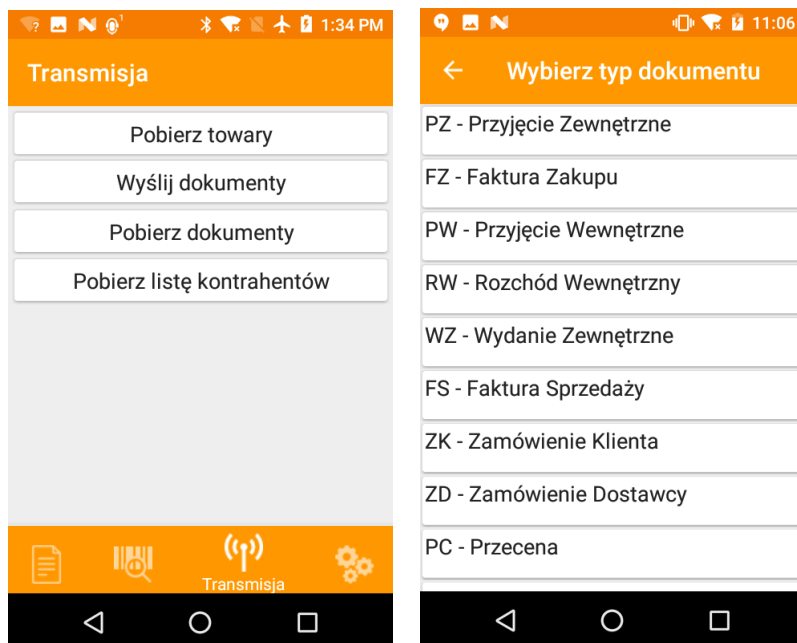 1:34 PM
Transmisja
Pobierz towary
Wyślij dokumenty
Pobierz dokumenty
Pobierz listę kontrahentów
Transmisja
11:06
Wybierz typ dokumentu
PZ - Przyjęcie Zewnętrzne
FZ - Faktura Zakupu
PW - Przyjęcie Wewnętrzne
RW - Rozchód Wewnętrzny
WZ - Wydanie Zewnętrzne
FS - Faktura Sprzedaży
ZK - Zamówienie Klienta
ZD - Zamówienie Dostawcy
PC - Przecena